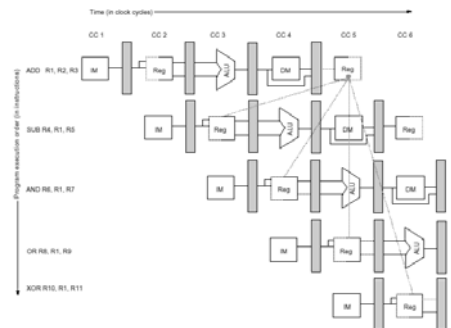 Time (in clock cycles)
CC 1 CC 2 CC 3 CC 4 CC 5 CC 6
Program execution order (in instructions)
ADD R1, R2, R3 IM Reg ALU DM Reg
SUB R4, R1, R5 IM Reg ALU DM Reg
AND R6, R1, R7 IM Reg ALU DM
OR R8, R1, R9 IM Reg ALU
XOR R10, R1, R11 IM Reg